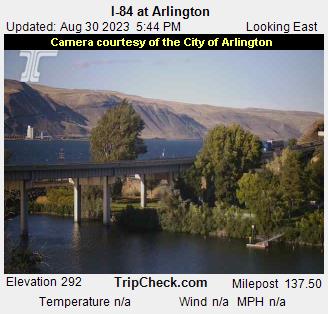 I-84 at Arlington
Updated: Aug 30 2023 5:44 PM Looking East
Camera courtesy of the City of Arlington
Elevation 292 TripCheck.com Milepost 137.50
Temperature n/a Wind n/a MPH n/a